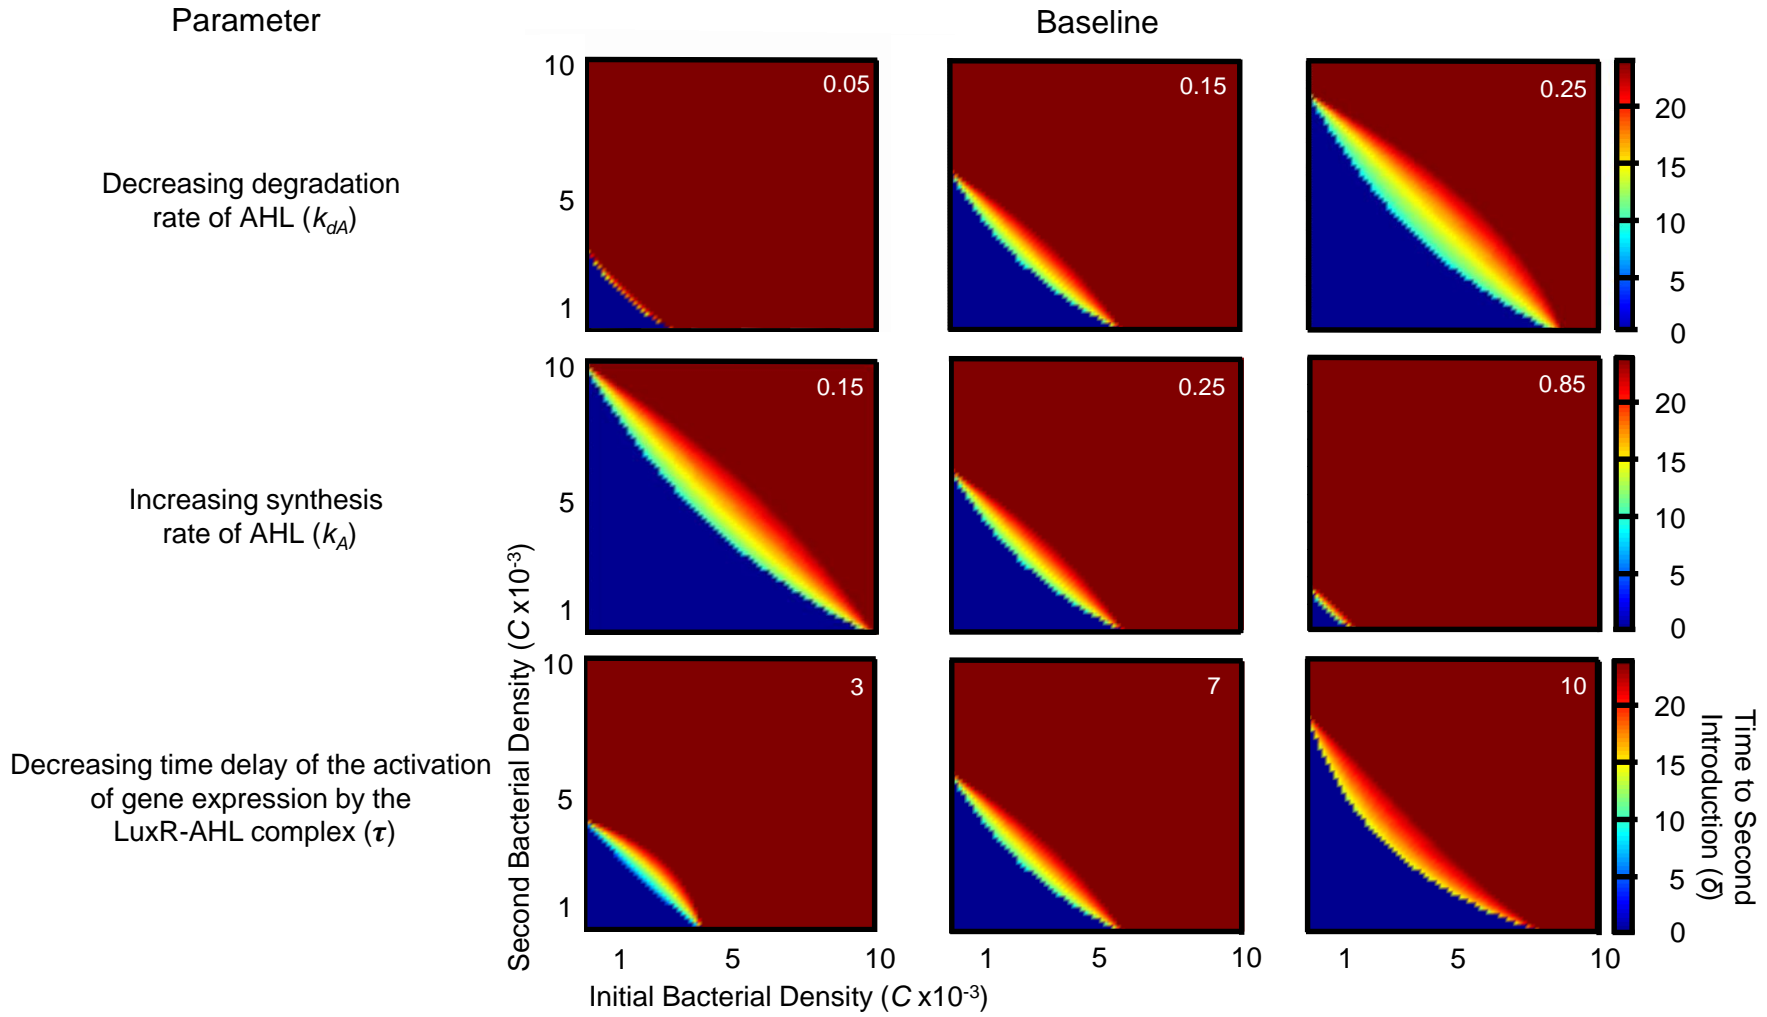 Parameter
Baseline
10
5
1
0.05
0.15
0.25
20
15
10
5
0
Decreasing degradation
rate of AHL (kdA)
10
5
1
0.15
0.25
0.85
20
15
10
5
0
Increasing synthesis
rate of AHL (kA)
10
5
1
3
7
10
20
15
10
5
0
Decreasing time delay of the activation
of gene expression by the
LuxR-AHL complex (τ)
Second Bacterial Density (C x10-3)
Time to Second
Introduction (δ)
1 5 10
1 5 10
1 5 10
Initial Bacterial Density (C x10-3)